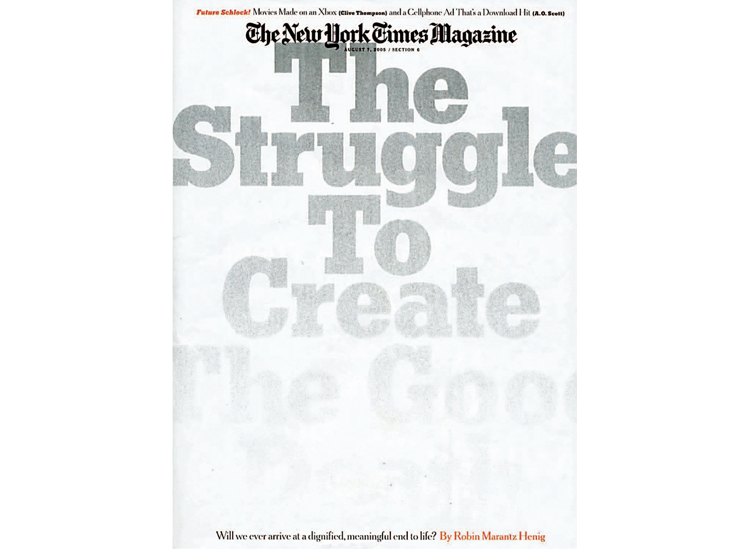 Future Schlock! Movies Made on an Xbox (Clive Thompson) and a Cellphone Ad That's a Download Hit (A.O. Scott)
The New York Times Magazine
AUGUST 7, 2005 / SECTION 6
The
Struggle
To
Create
The Good
Death
Will we ever arrive at a dignified, meaningful end to life? By Robin Marantz Henig